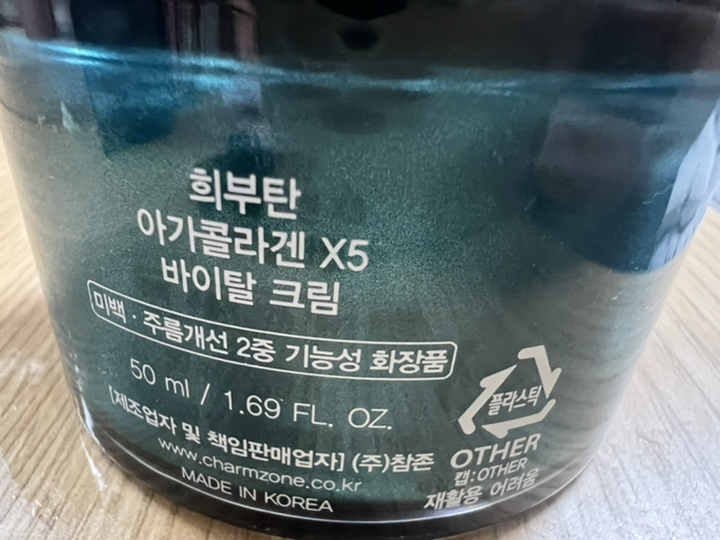 희부탄
아가콜라겐 X5
바이탈 크림
미백 · 주름개선 2중 기능성 화장품
50 ml / 1.69 FL. OZ.
[제조업자 및 책임판매업자] (주)참존
www.charmzone.co.kr
MADE IN KOREA
플라스틱
OTHER
캡:OTHER
재활용 어려움